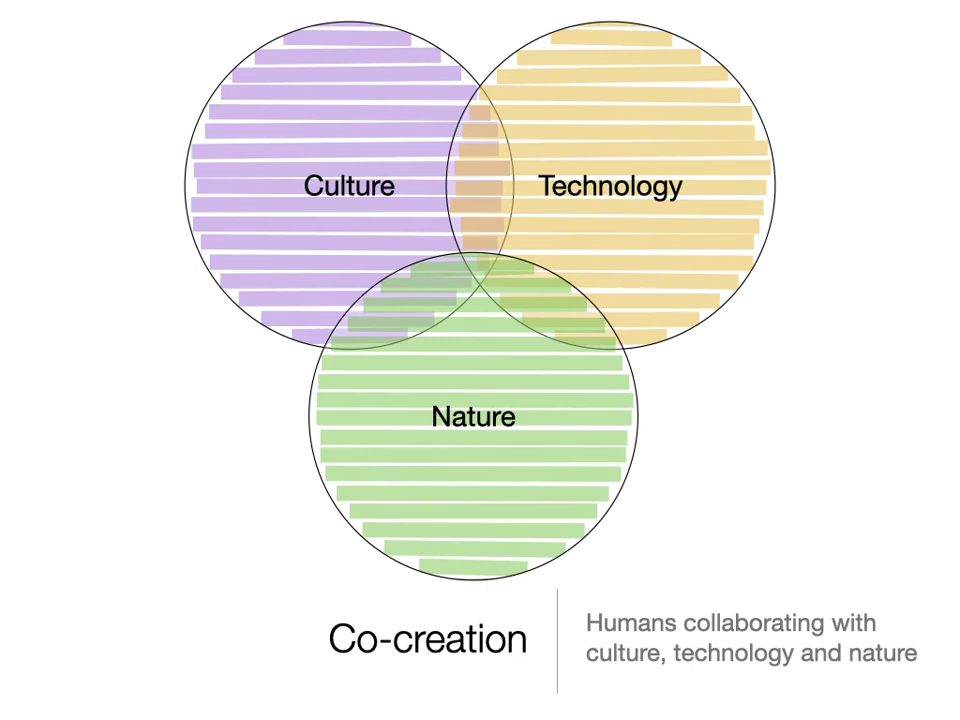 Culture
Technology
Nature
Co-creation
Humans collaborating with
culture, technology and nature